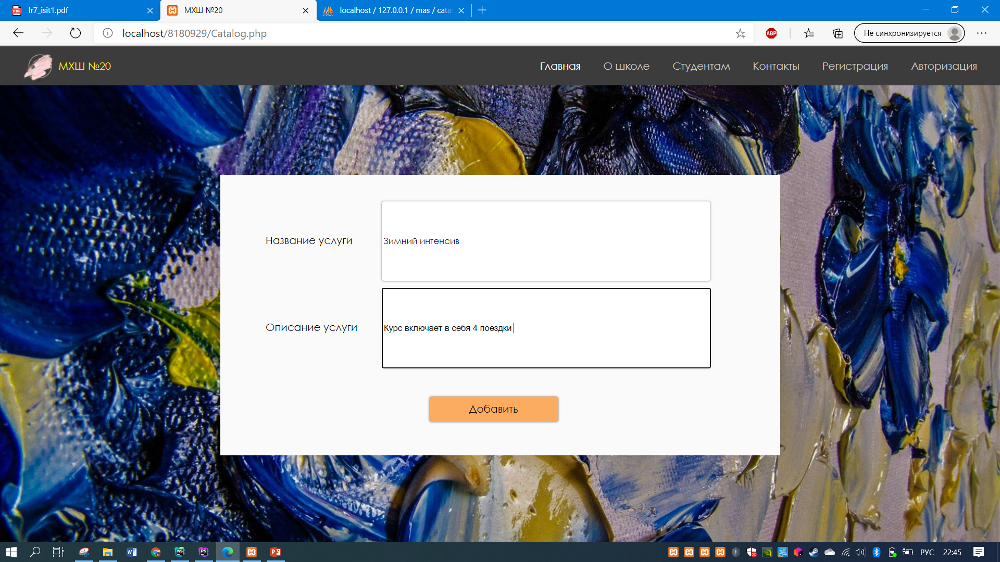 lr7_isit1.pdf
МХШ №20
localhost / 127.0.0.1 / mas / cata
localhost/8180929/Catalog.php
ABP
Не синхронизируется
МХШ №20
Главная
О школе
Студентам
Контакты
Регистрация
Авторизация
Название услуги
Зимний интенсив
Описание услуги
Курс включает в себя 4 поездки
Добавить
РУС
22:45